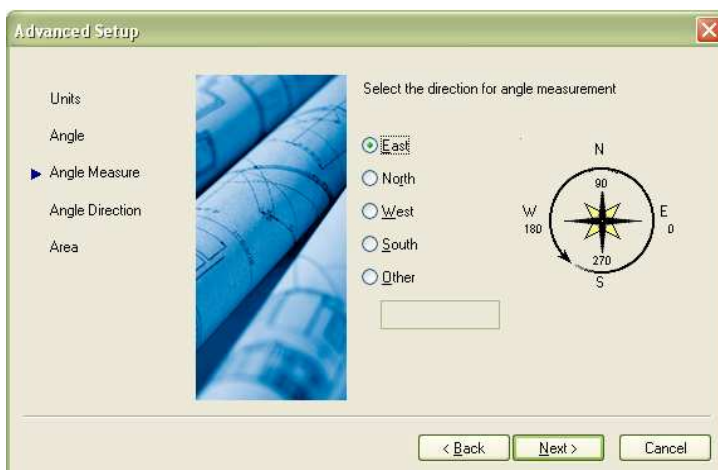 Advanced Setup
Units
Angle
Angle Measure
Angle Direction
Area
Select the direction for angle measurement
East
North
West
South
Other
N
90
W
180
E
0
270
S
< Back
Next >
Cancel